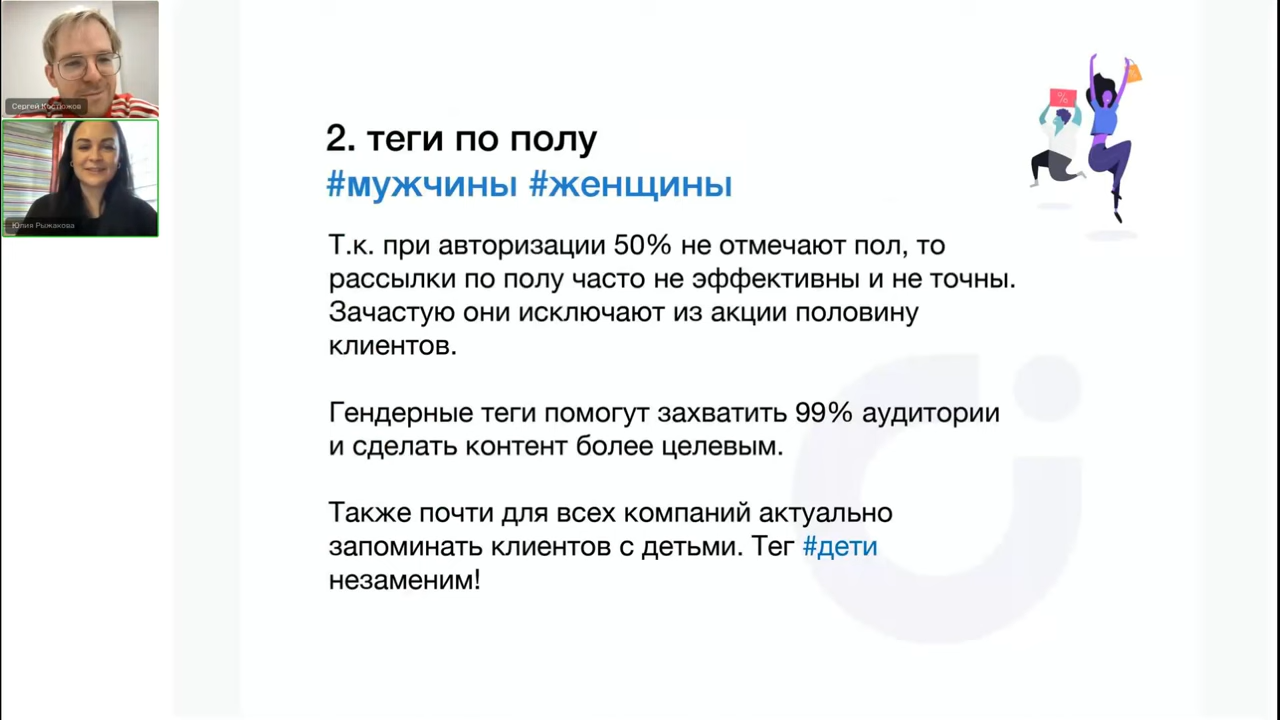 Сергей
Юлия Рыжакова
%
2. теги по полу
#мужчины #женщины
Т.к. при авторизации 50% не отмечают пол, то
рассылки по полу часто не эффективны и не точны.
Зачастую они исключают из акции половину
клиентов.
Гендерные теги помогут захватить 99% аудитории
и сделать контент более целевым.
Также почти для всех компаний актуально
запоминать клиентов с детьми. Тег #дети
незаменим!